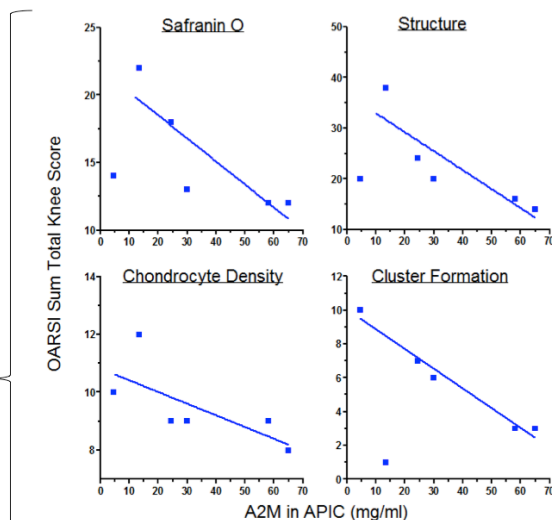 Safranin O
Structure
25
20
15
10
0 10 20 30 40 50 60 70
50
40
30
20
10
0 10 20 30 40 50 60 70
OARSI Sum Total Knee Score
Chondrocyte Density
Cluster Formation
14
12
10
8
0 10 20 30 40 50 60 70
12
10
8
6
4
2
0
0 10 20 30 40 50 60 70
A2M in APIC (mg/ml)